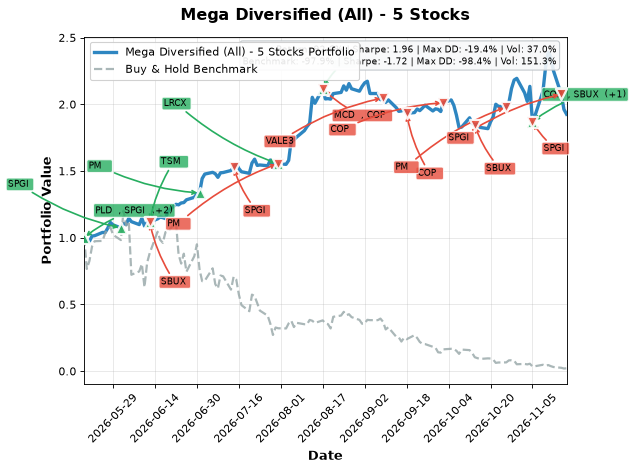 Mega Diversified (All) - 5 Stocks
Mega Diversified (All) - 5 Stocks Portfolio
Buy & Hold Benchmark
Sharpe: 1.96 | Max DD: -19.4% | Vol: 37.0%
Benchmark: -97.9% | Sharpe: -1.72 | Max DD: -98.4% | Vol: 151.3%
Portfolio Value
2.5
2.0
1.5
1.0
0.5
0.0
LRCX
PM
TSM
SPGI
PLD , SPGI (+2)
PM
SBUX
SPGI
VALE3
MCD , COP
COP
PM
COP
SPGI
SBUX
SPGI
CO , SBUX (+1)
2026-05-29
2026-06-14
2026-06-30
2026-07-16
2026-08-01
2026-08-17
2026-09-02
2026-09-18
2026-10-04
2026-10-20
2026-11-05
Date